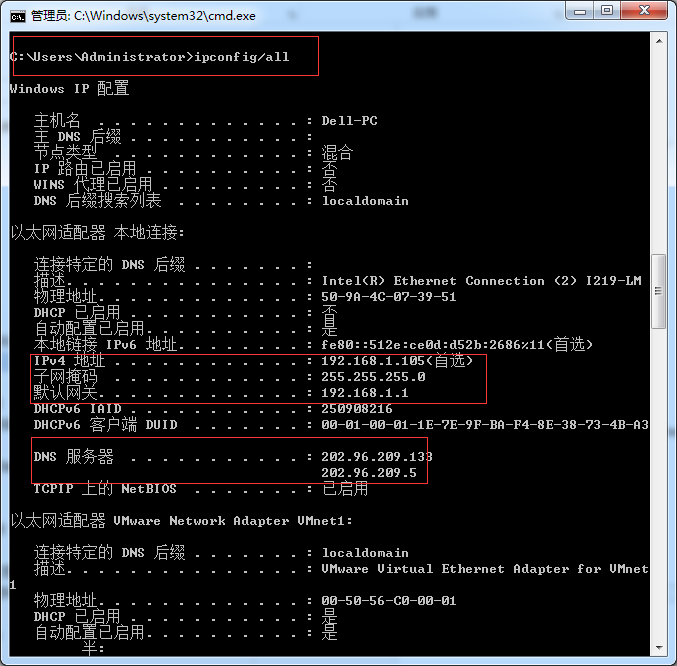 管理员: C:\Windows\system32\cmd.exe
C:\Users\Administrator>ipconfig/all
Windows IP 配置
主机名 . . . . . . . . . . . . . : Dell-PC
主 DNS 后缀 . . . . . . . . . . . :
节点类型 . . . . . . . . . . . . : 混合
IP 路由已启用 . . . . . . . . . . : 否
WINS 代理已启用 . . . . . . . . . : 否
DNS 后缀搜索列表 . . . . . . . . : localdomain
以太网适配器 本地连接:
连接特定的 DNS 后缀 . . . . . . . :
描述. . . . . . . . . . . . . . . : Intel(R) Ethernet Connection (2) I219-LM
物理地址. . . . . . . . . . . . . : 50-9A-4C-07-39-51
DHCP 已启用 . . . . . . . . . . . : 否
自动配置已启用. . . . . . . . . . : 是
本地链接 IPv6 地址. . . . . . . . : fe80::512e:ce0d:d52b:2686%11(首选)
IPv4 地址 . . . . . . . . . . . . : 192.168.1.105(首选)
子网掩码 . . . . . . . . . . . . : 255.255.255.0
默认网关. . . . . . . . . . . . . : 192.168.1.1
DHCPv6 IAID . . . . . . . . . . . : 250908216
DHCPv6 客户端 DUID . . . . . . . : 00-01-00-01-1E-7E-9F-BA-F4-8E-38-73-4B-A3
DNS 服务器 . . . . . . . . . . . : 202.96.209.133
202.96.209.5
TCPIP 上的 NetBIOS . . . . . . . : 已启用
以太网适配器 VMware Network Adapter VMnet1:
连接特定的 DNS 后缀 . . . . . . . : localdomain
描述. . . . . . . . . . . . . . . : VMware Virtual Ethernet Adapter for VMnet
1
物理地址. . . . . . . . . . . . . : 00-50-56-C0-00-01
DHCP 已启用 . . . . . . . . . . . : 是
自动配置已启用. . . . . . . . . . : 是
半: